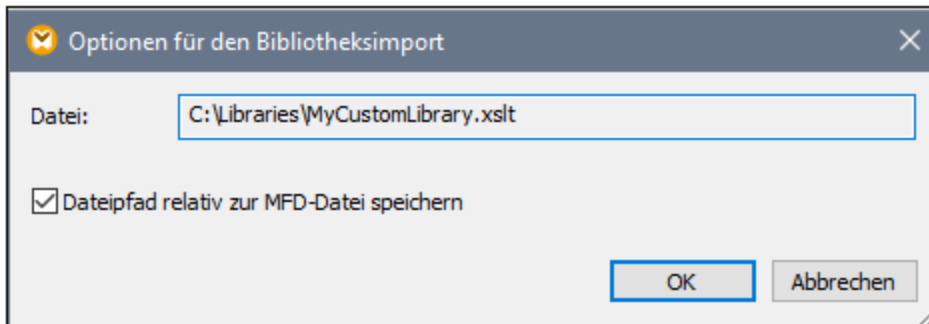 Optionen für den Bibliotheksimport
Datei: C:\Libraries\MyCustomLibrary.xslt
Dateipfad relativ zur MFD-Datei speichern
OK Abbrechen